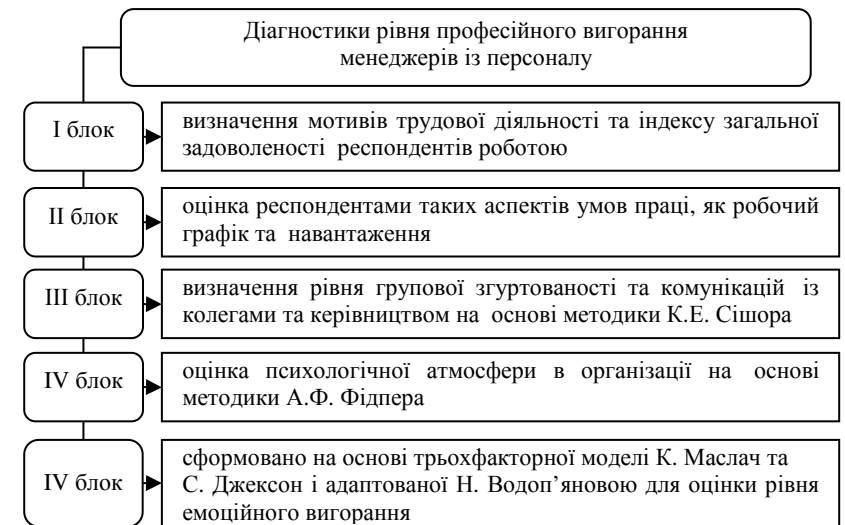 Діагностики рівня професійного вигорання
менеджерів із персоналу
І блок
визначення мотивів трудової діяльності та індексу загальної
задоволеності респондентів роботою
ІІ блок
оцінка респондентами таких аспектів умов праці, як робочий
графік та навантаження
ІІІ блок
визначення рівня групової згуртованості та комунікацій із
колегами та керівництвом на основі методики К.Е. Сішора
ІV блок
оцінка психологічної атмосфери в організації на основі
методики А.Ф. Фідпера
ІV блок
сформовано на основі трьохфакторної моделі К. Маслач та
С. Джексон і адаптованої Н. Водоп’яновою для оцінки рівня
емоційного вигорання